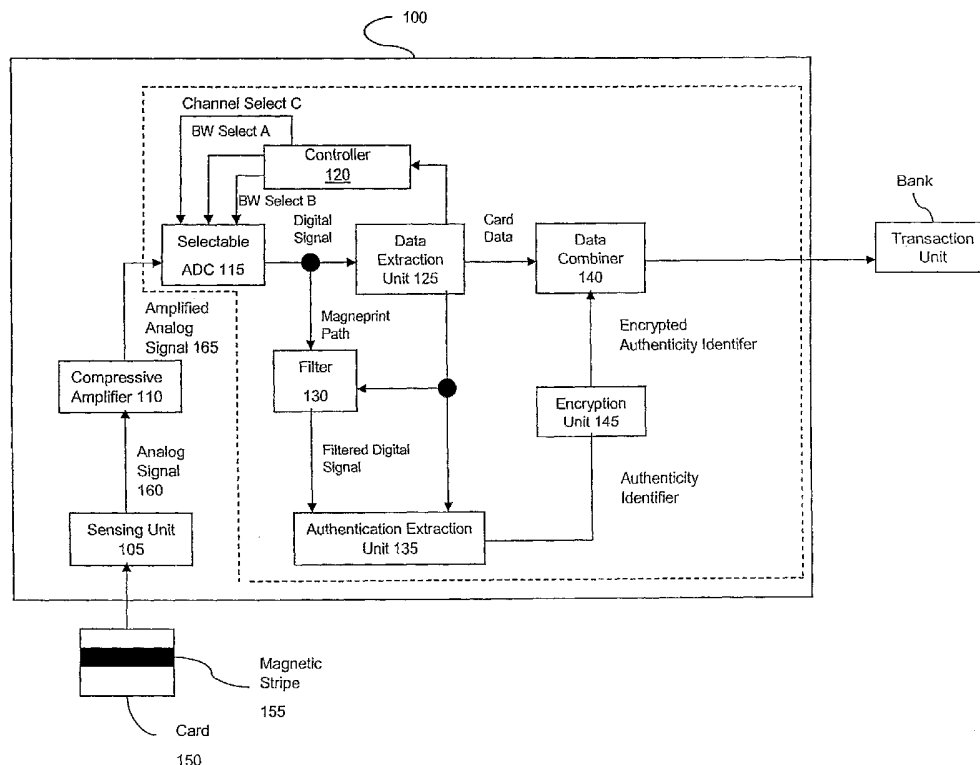 100
Channel Select C
BW Select A
Controller
120
BW Select B
Digital
Signal
Selectable
ADC 115
Data
Extraction
Unit 125
Card
Data
Data
Combiner
140
Bank
Transaction
Unit
Magneprint
Path
Amplified
Analog
Signal 165
Encrypted
Authenticity Identifer
Filter
130
Compressive
Amplifier 110
Encryption
Unit 145
Filtered Digital
Signal
Analog
Signal
160
Authenticity
Identifier
Sensing Unit
105
Authentication Extraction
Unit 135
Magnetic
Stripe
155
Card
150